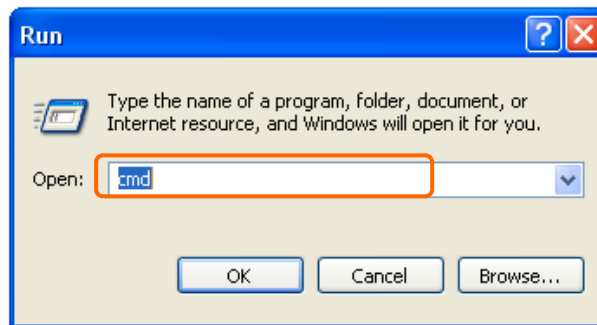 Run
Type the name of a program, folder, document, or
Internet resource, and Windows will open it for you.
Open: cmd
OK Cancel Browse...